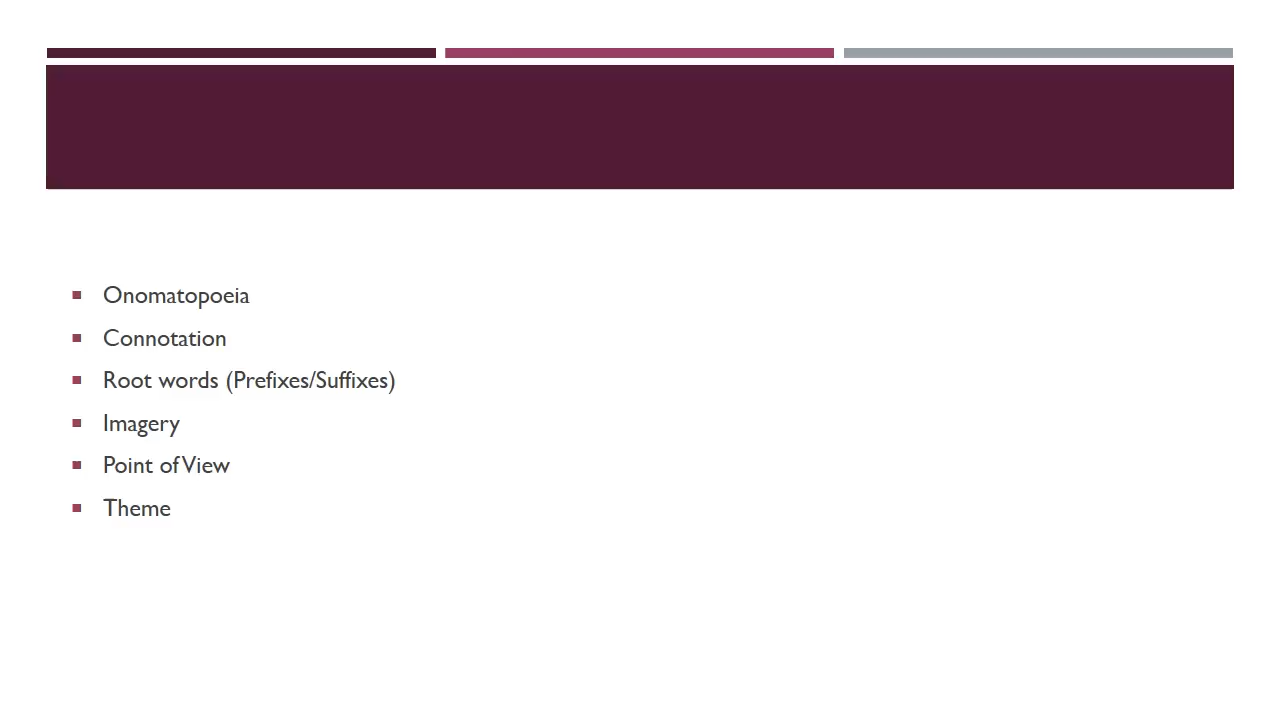 Onomatopoeia
Connotation
Root words (Prefixes/Suffixes)
Imagery
Point of View
Theme